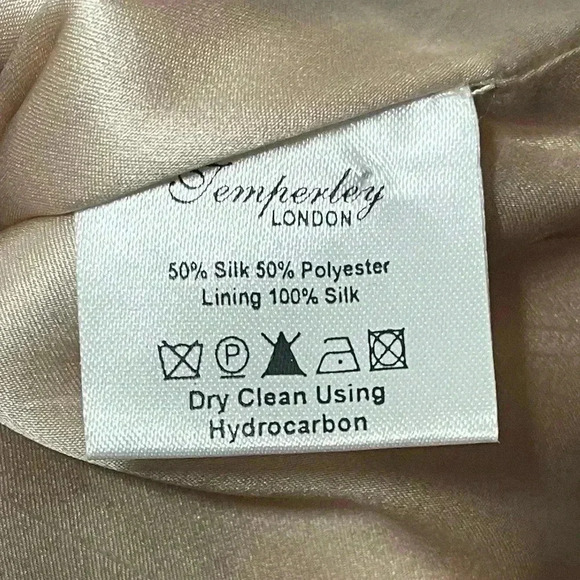 Temperley
LONDON
50% Silk 50% Polyester
Lining 100% Silk
P
Dry Clean Using
Hydrocarbon